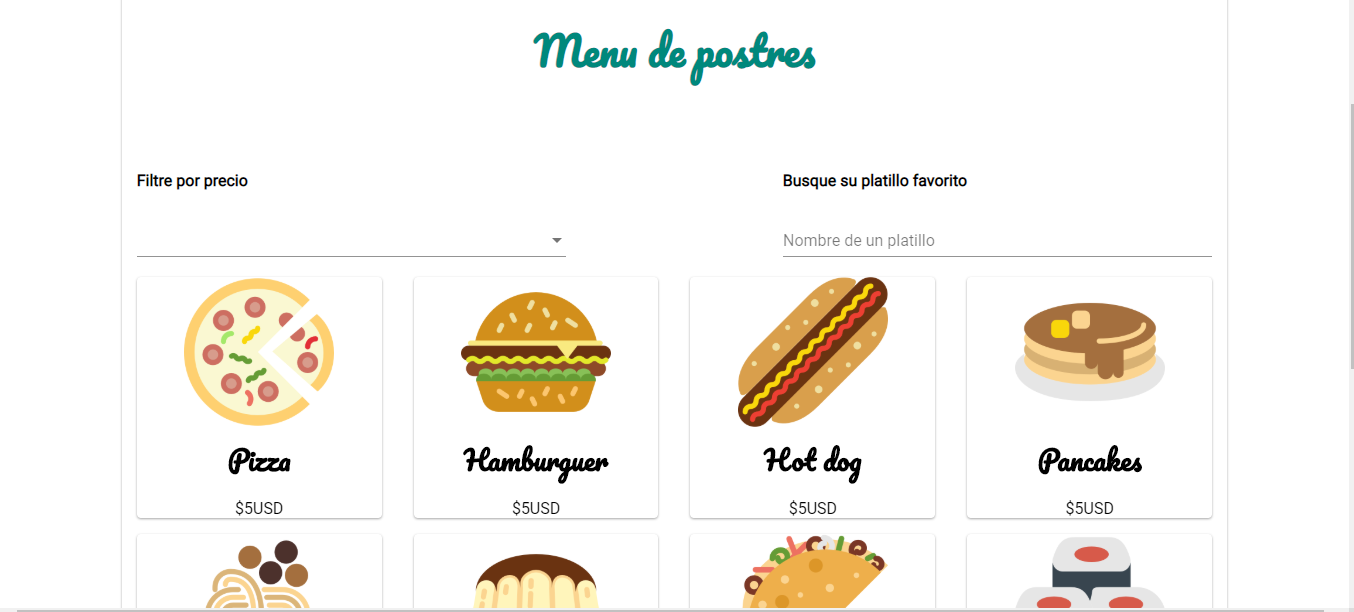 Menu de postres
Filtre por precio
Busque su platillo favorito
Nombre de un platillo
Pizza
Hamburguer
Hot dog
Pancakes
$5USD
$5USD
$5USD
$5USD